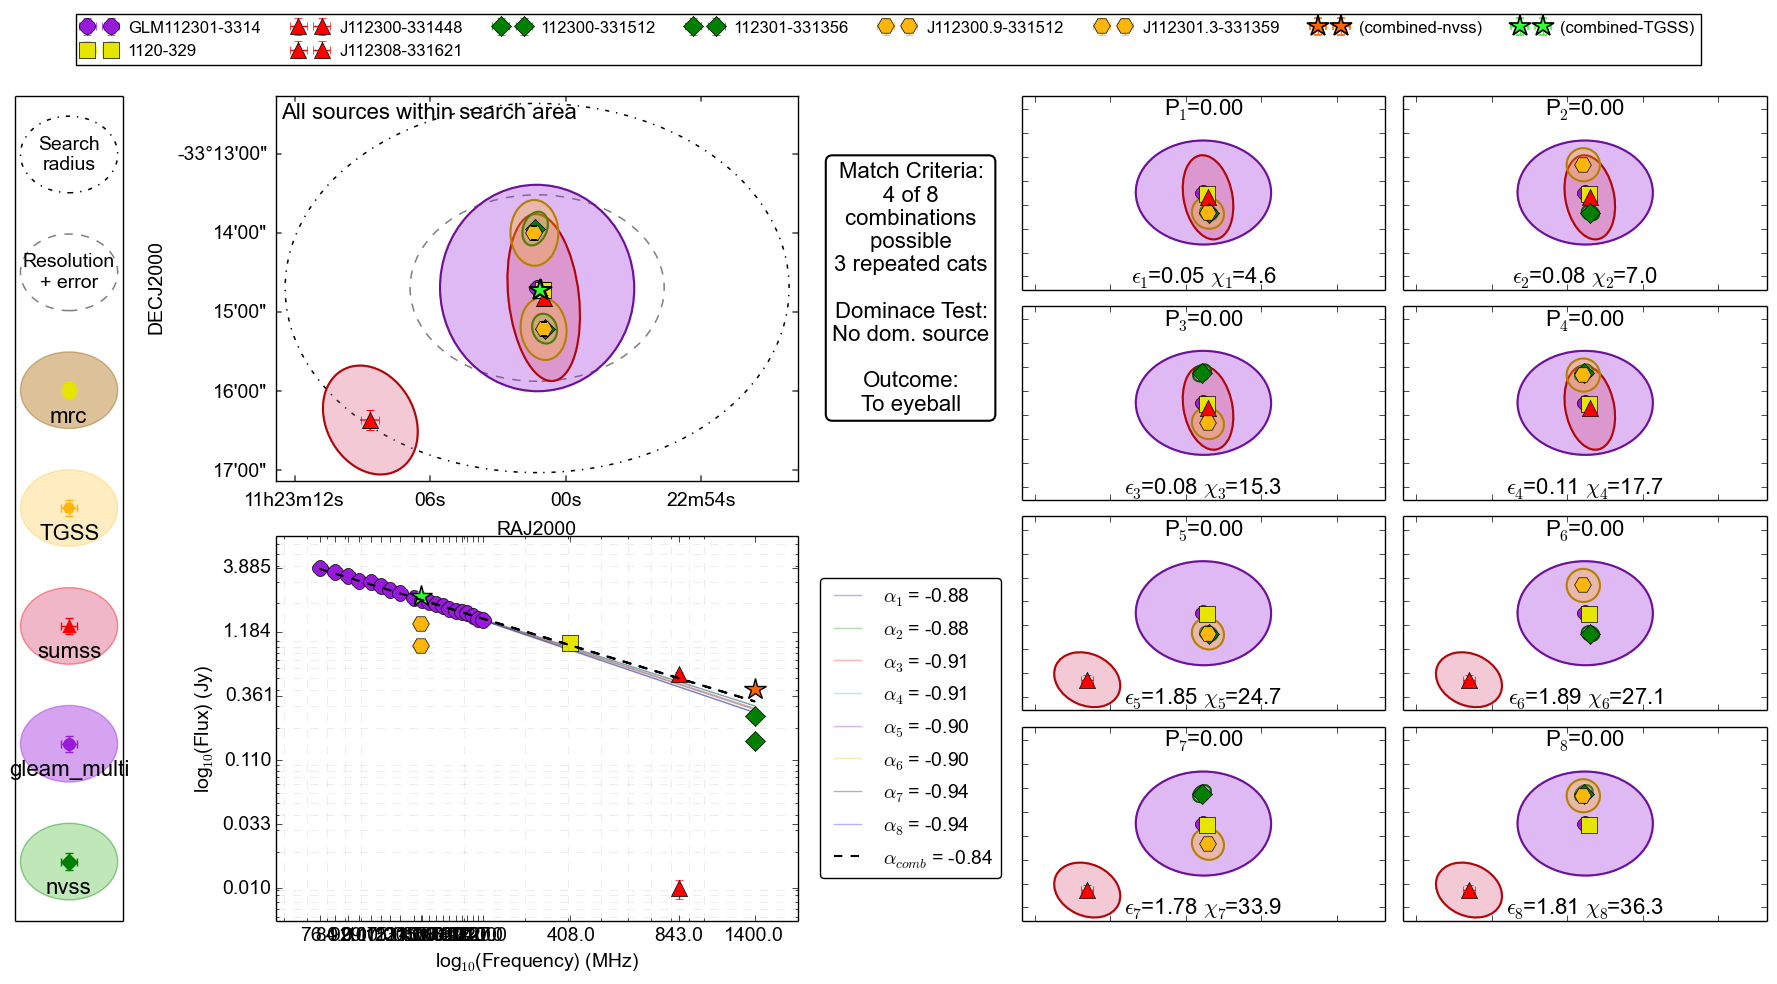 GLM112301-3314
J112300-331448
112300-331512
112301-331356
J112300.9-331512
J112301.3-331359
(combined-nvss)
(combined-TGSS)
1120-329
J112308-331621
Search
radius
Resolution
+ error
mrc
TGSS
sumss
gleam_multi
nvss
All sources within search area
DECJ2000
-33°13'00"
14'00"
15'00"
16'00"
17'00"
11h23m12s
06s
00s
22m54s
RAJ2000
Match Criteria:
4 of 8
combinations
possible
3 repeated cats
Dominace Test:
No dom. source
Outcome:
To eyeball
log₁₀(Flux) (Jy)
3.885
1.184
0.361
0.110
0.033
0.010
408.0
843.0
1400.0
log₁₀(Frequency) (MHz)
α₁ = -0.88
α₂ = -0.88
α₃ = -0.91
α₄ = -0.91
α₅ = -0.90
α₆ = -0.90
α₇ = -0.94
α₈ = -0.94
α_comb = -0.84
P₁=0.00
ϵ₁=0.05 χ₁=4.6
P₂=0.00
ϵ₂=0.08 χ₂=7.0
P₃=0.00
ϵ₃=0.08 χ₃=15.3
P₄=0.00
ϵ₄=0.11 χ₄=17.7
P₅=0.00
ϵ₅=1.85 χ₅=24.7
P₆=0.00
ϵ₆=1.89 χ₆=27.1
P₇=0.00
ϵ₇=1.78 χ₇=33.9
P₈=0.00
ϵ₈=1.81 χ₈=36.3